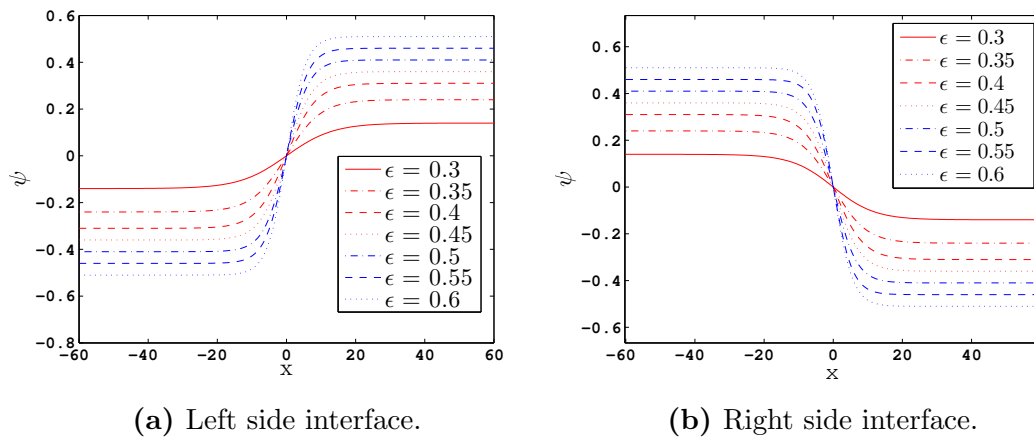 0.6
0.4
0.2
0
−0.2
−0.4
−0.6
−0.8
ψ
−60
−40
−20
0
20
40
60
x
ϵ = 0.3
ϵ = 0.35
ϵ = 0.4
ϵ = 0.45
ϵ = 0.5
ϵ = 0.55
ϵ = 0.6
(a) Left side interface.
0.6
0.4
0.2
0
−0.2
−0.4
−0.6
ψ
−60
−40
−20
0
20
40
x
ϵ = 0.3
ϵ = 0.35
ϵ = 0.4
ϵ = 0.45
ϵ = 0.5
ϵ = 0.55
ϵ = 0.6
(b) Right side interface.